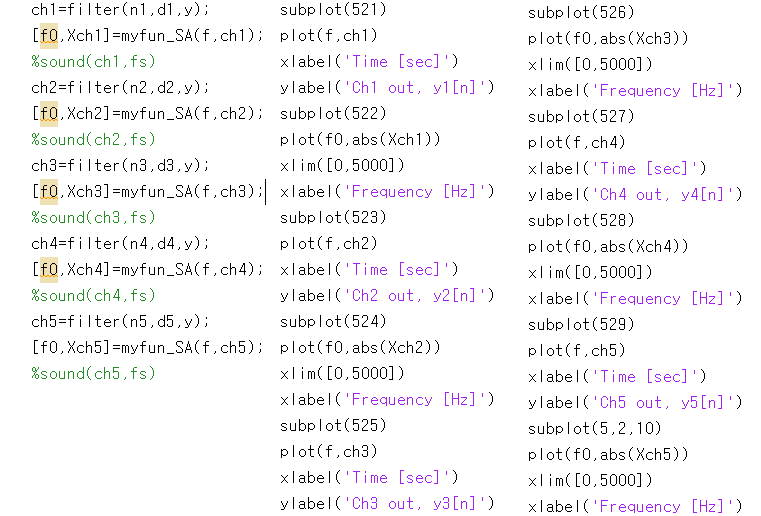 ch1=filter(n1,d1,y);
[f0,Xch1]=myfun_SA(f,ch1);
%sound(ch1,fs)
ch2=filter(n2,d2,y);
[f0,Xch2]=myfun_SA(f,ch2);
%sound(ch2,fs)
ch3=filter(n3,d3,y);
[f0,Xch3]=myfun_SA(f,ch3);
%sound(ch3,fs)
ch4=filter(n4,d4,y);
[f0,Xch4]=myfun_SA(f,ch4);
%sound(ch4,fs)
ch5=filter(n5,d5,y);
[f0,Xch5]=myfun_SA(f,ch5);
%sound(ch5,fs)
subplot(521)
plot(f,ch1)
xlabel('Time [sec]')
ylabel('Ch1 out, y1[n]')
subplot(522)
plot(f0,abs(Xch1))
xlim([0,5000])
xlabel('Frequency [Hz]')
subplot(523)
plot(f,ch2)
xlabel('Time [sec]')
ylabel('Ch2 out, y2[n]')
subplot(524)
plot(f0,abs(Xch2))
xlim([0,5000])
xlabel('Frequency [Hz]')
subplot(525)
plot(f,ch3)
xlabel('Time [sec]')
ylabel('Ch3 out, y3[n]')
subplot(526)
plot(f0,abs(Xch3))
xlim([0,5000])
xlabel('Frequency [Hz]')
subplot(527)
plot(f,ch4)
xlabel('Time [sec]')
ylabel('Ch4 out, y4[n]')
subplot(528)
plot(f0,abs(Xch4))
xlim([0,5000])
xlabel('Frequency [Hz]')
subplot(529)
plot(f,ch5)
xlabel('Time [sec]')
ylabel('Ch5 out, y5[n]')
subplot(5,2,10)
plot(f0,abs(Xch5))
xlim([0,5000])
xlabel('Frequency [Hz]')